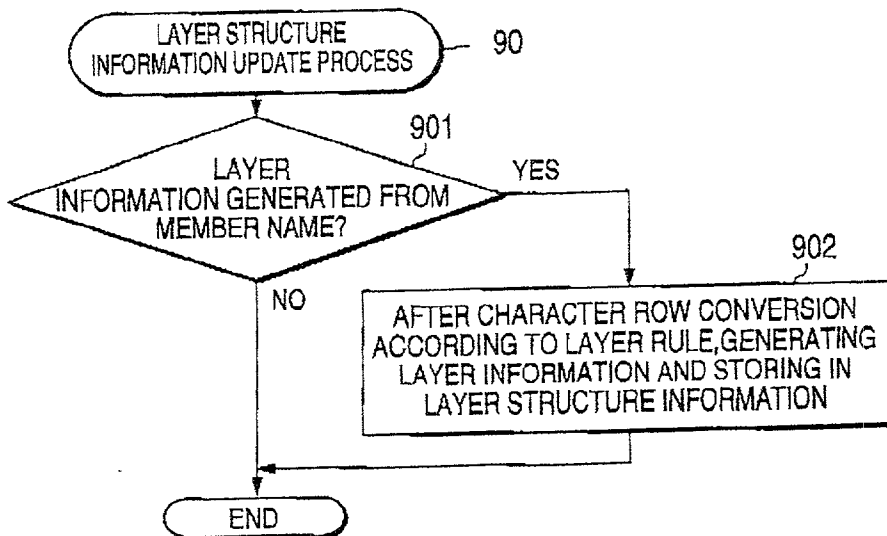 LAYER STRUCTURE
INFORMATION UPDATE PROCESS
90
901
LAYER
INFORMATION GENERATED FROM
MEMBER NAME?
YES
NO
902
AFTER CHARACTER ROW CONVERSION
ACCORDING TO LAYER RULE,GENERATING
LAYER INFORMATION AND STORING IN
LAYER STRUCTURE INFORMATION
END